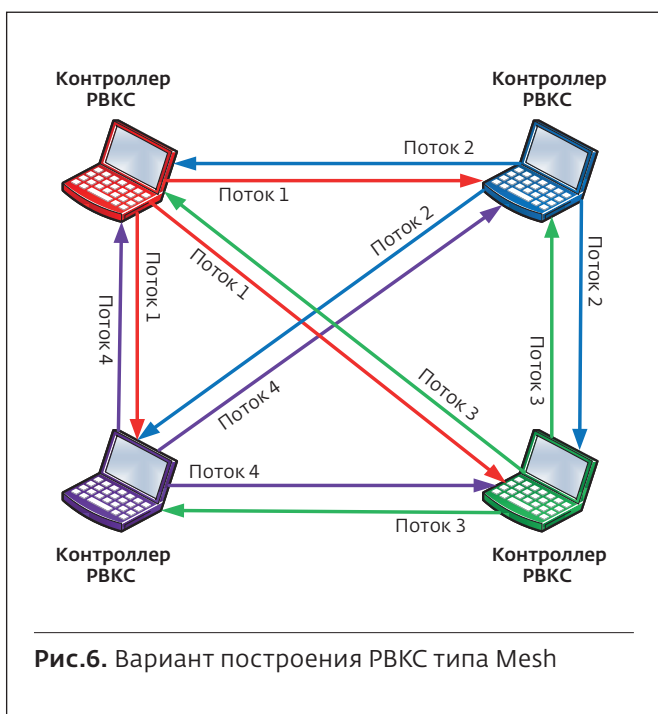 Контроллер
РВКС
Контроллер
РВКС
Поток 2
Поток 1
Поток 2
Поток 1
Поток 1
Поток 2
Поток 4
Поток 3
Поток 4
Поток 3
Поток 4
Поток 3
Контроллер
РВКС
Контроллер
РВКС
Рис.6. Вариант построения РВКС типа Mesh